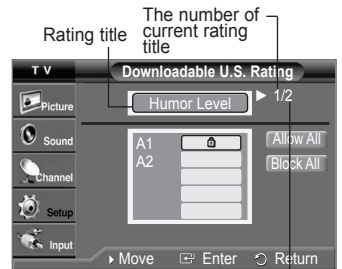 The number of
current rating
title
Rating title
T V
Downloadable U.S. Rating
Humor Level
► 1/2
Picture
Sound
Channel
Setup
Input
A1
A2
Allow All
Block All
Move
Enter
Return